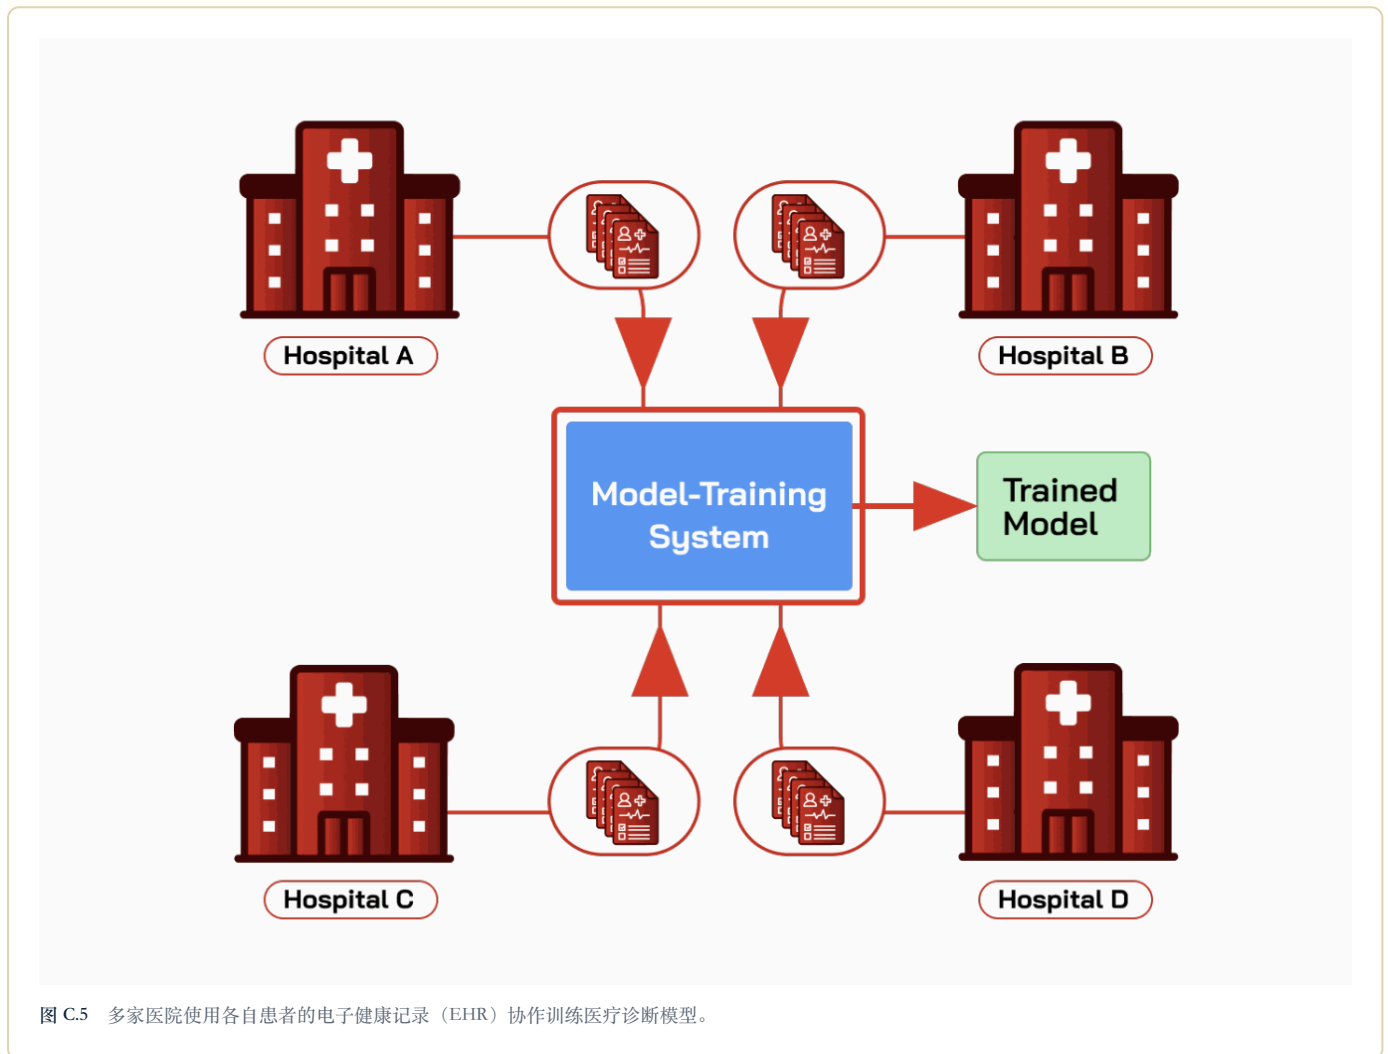 Hospital A
Hospital B
Model-Training
System
Trained
Model
Hospital C
Hospital D
图 C.5 多家医院使用各自患者的电子健康记录（EHR）协作训练医疗诊断模型。